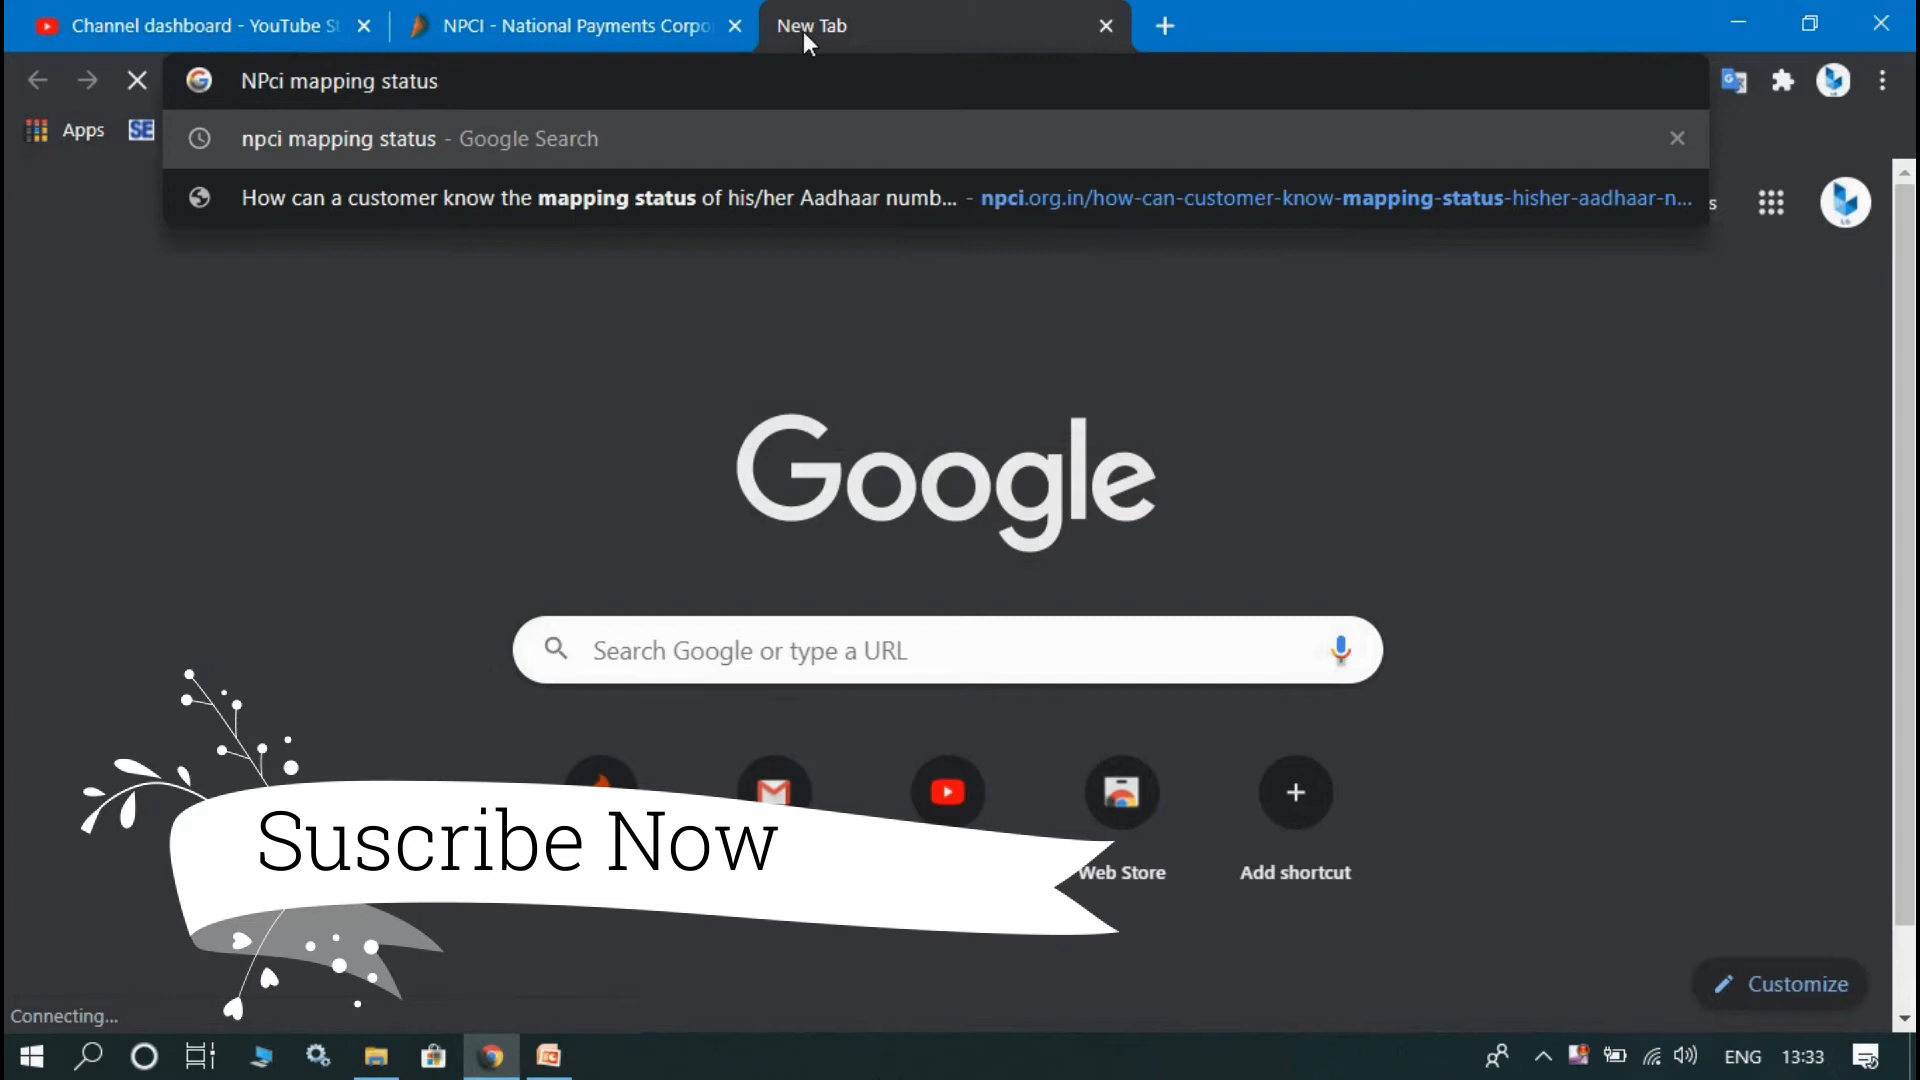 Channel dashboard - YouTube St
NPCI - National Payments Corpo
New Tab
NPci mapping status
Apps
SE
npci mapping status - Google Search
How can a customer know the mapping status of his/her Aadhaar numb... - npci.org.in/how-can-customer-know-mapping-status-hisher-aadhaar-n...
s
Google
Search Google or type a URL
Web Store
Add shortcut
Suscribe Now
Customize
Connecting...
ENG
13:33